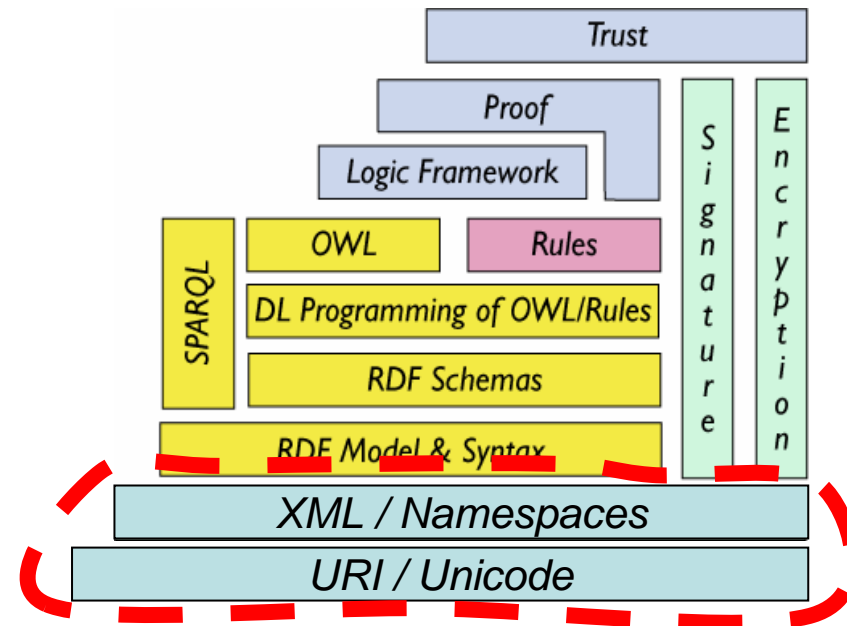 Trust
Proof
Signature
Encryption
Logic Framework
OWL
Rules
SPARQL
DL Programming of OWL/Rules
RDF Schemas
RDF Model & Syntax
XML / Namespaces
URI / Unicode